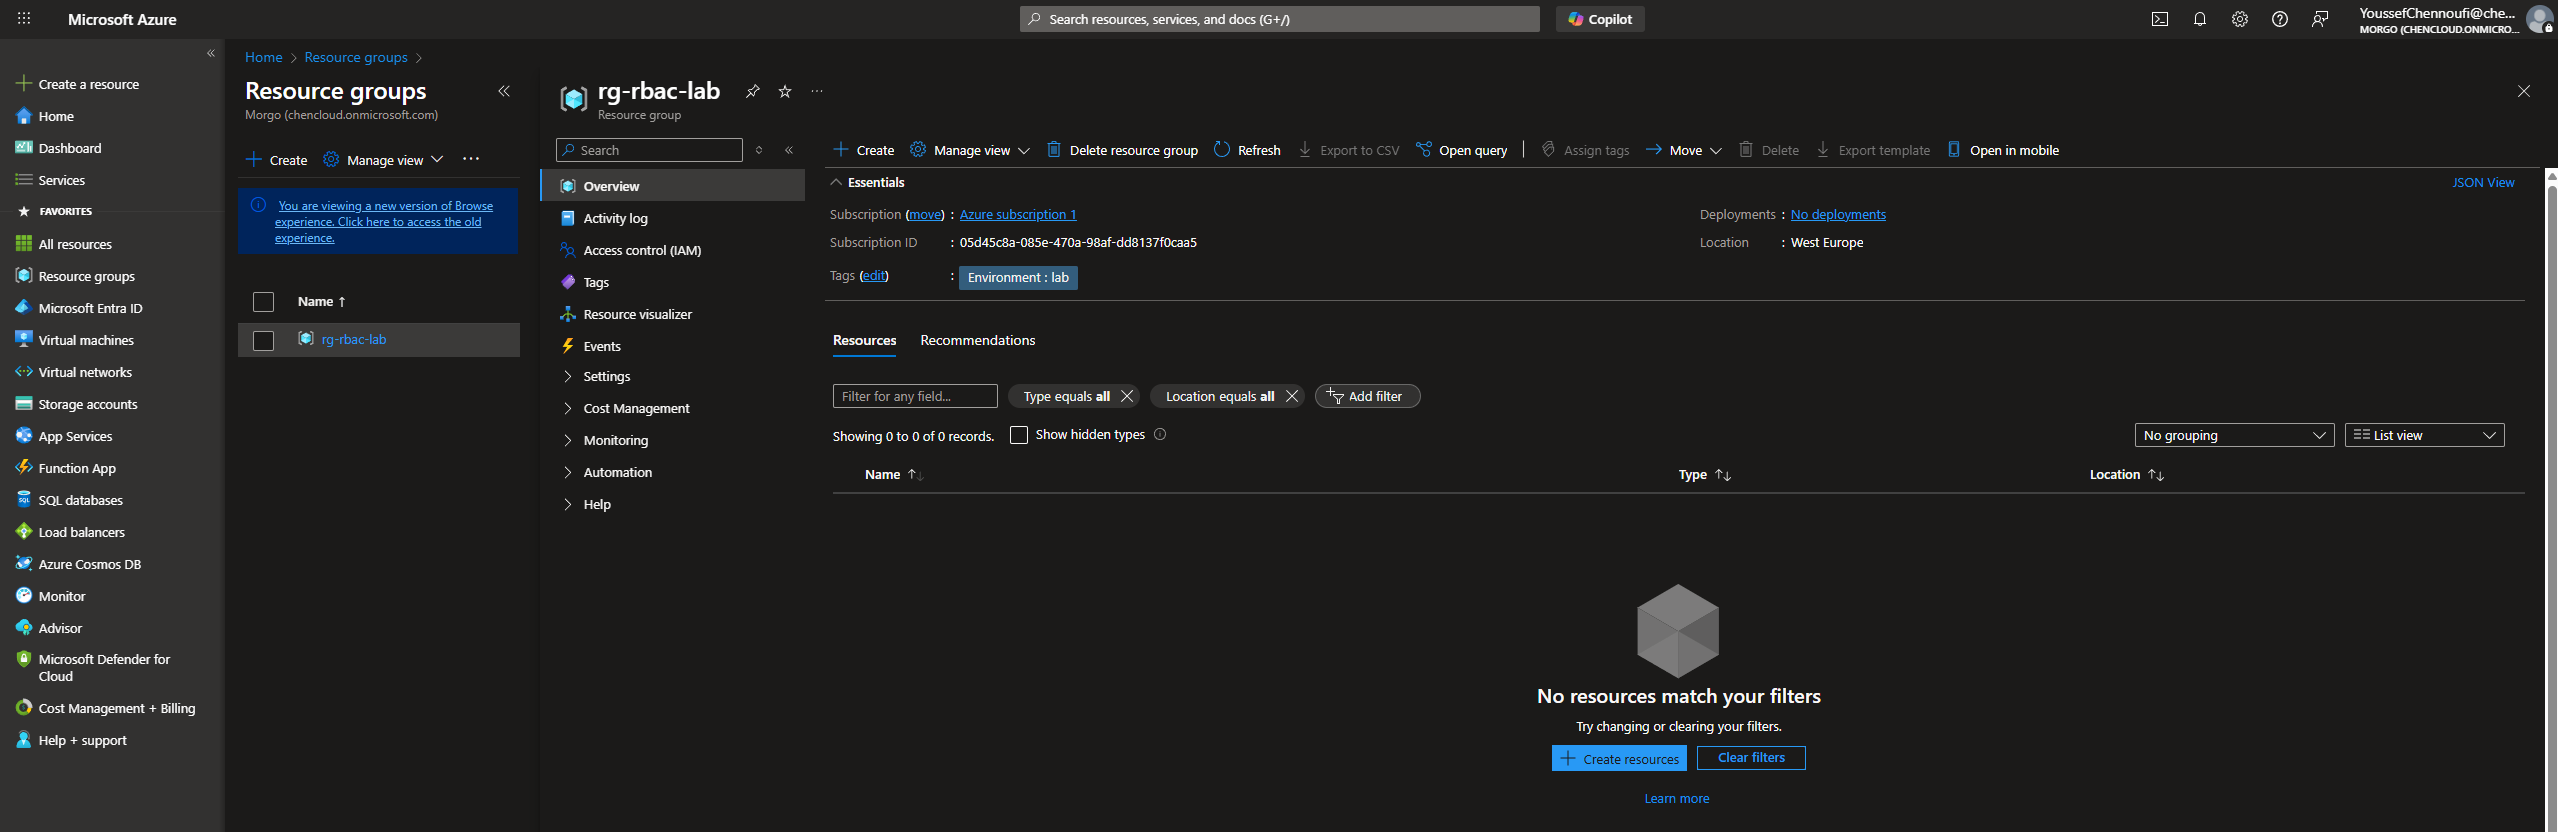 Microsoft Azure
Search resources, services, and docs (G+/)
Copilot
YoussefChennoufi@che...
MORGO (CHENCLOUD.ONMICRO...
Create a resource
Home
Dashboard
Services
FAVORITES
All resources
Resource groups
Microsoft Entra ID
Virtual machines
Virtual networks
Storage accounts
App Services
Function App
SQL databases
Load balancers
Azure Cosmos DB
Monitor
Advisor
Microsoft Defender for
Cloud
Cost Management + Billing
Help + support
Home > Resource groups >
Resource groups
Morgo (chencloud.onmicrosoft.com)
Create
Manage view
You are viewing a new version of Browse
experience. Click here to access the old
experience.
Name ↑
rg-rbac-lab
rg-rbac-lab
Resource group
Search
Overview
Activity log
Access control (IAM)
Tags
Resource visualizer
Events
Settings
Cost Management
Monitoring
Automation
Help
Create
Manage view
Delete resource group
Refresh
Export to CSV
Open query
Assign tags
Move
Delete
Export template
Open in mobile
Essentials
JSON View
Subscription (move) : Azure subscription 1
Subscription ID : 05d45c8a-085e-470a-98af-dd8137f0caa5
Tags (edit) : Environment : lab
Deployments : No deployments
Location : West Europe
Resources
Recommendations
Filter for any field...
Type equals all
Location equals all
Add filter
Showing 0 to 0 of 0 records.
Show hidden types
No grouping
List view
Name ↑↓
Type ↑↓
Location ↑↓
No resources match your filters
Try changing or clearing your filters.
Create resources
Clear filters
Learn more